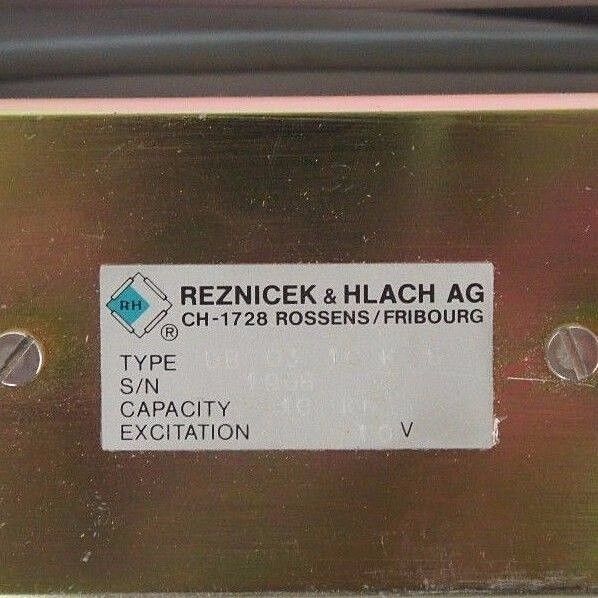 RH
®
REZNICEK & HLACH AG
CH-1728 ROSSENS/FRIBOURG
TYPE
S/N
CAPACITY
EXCITATION V